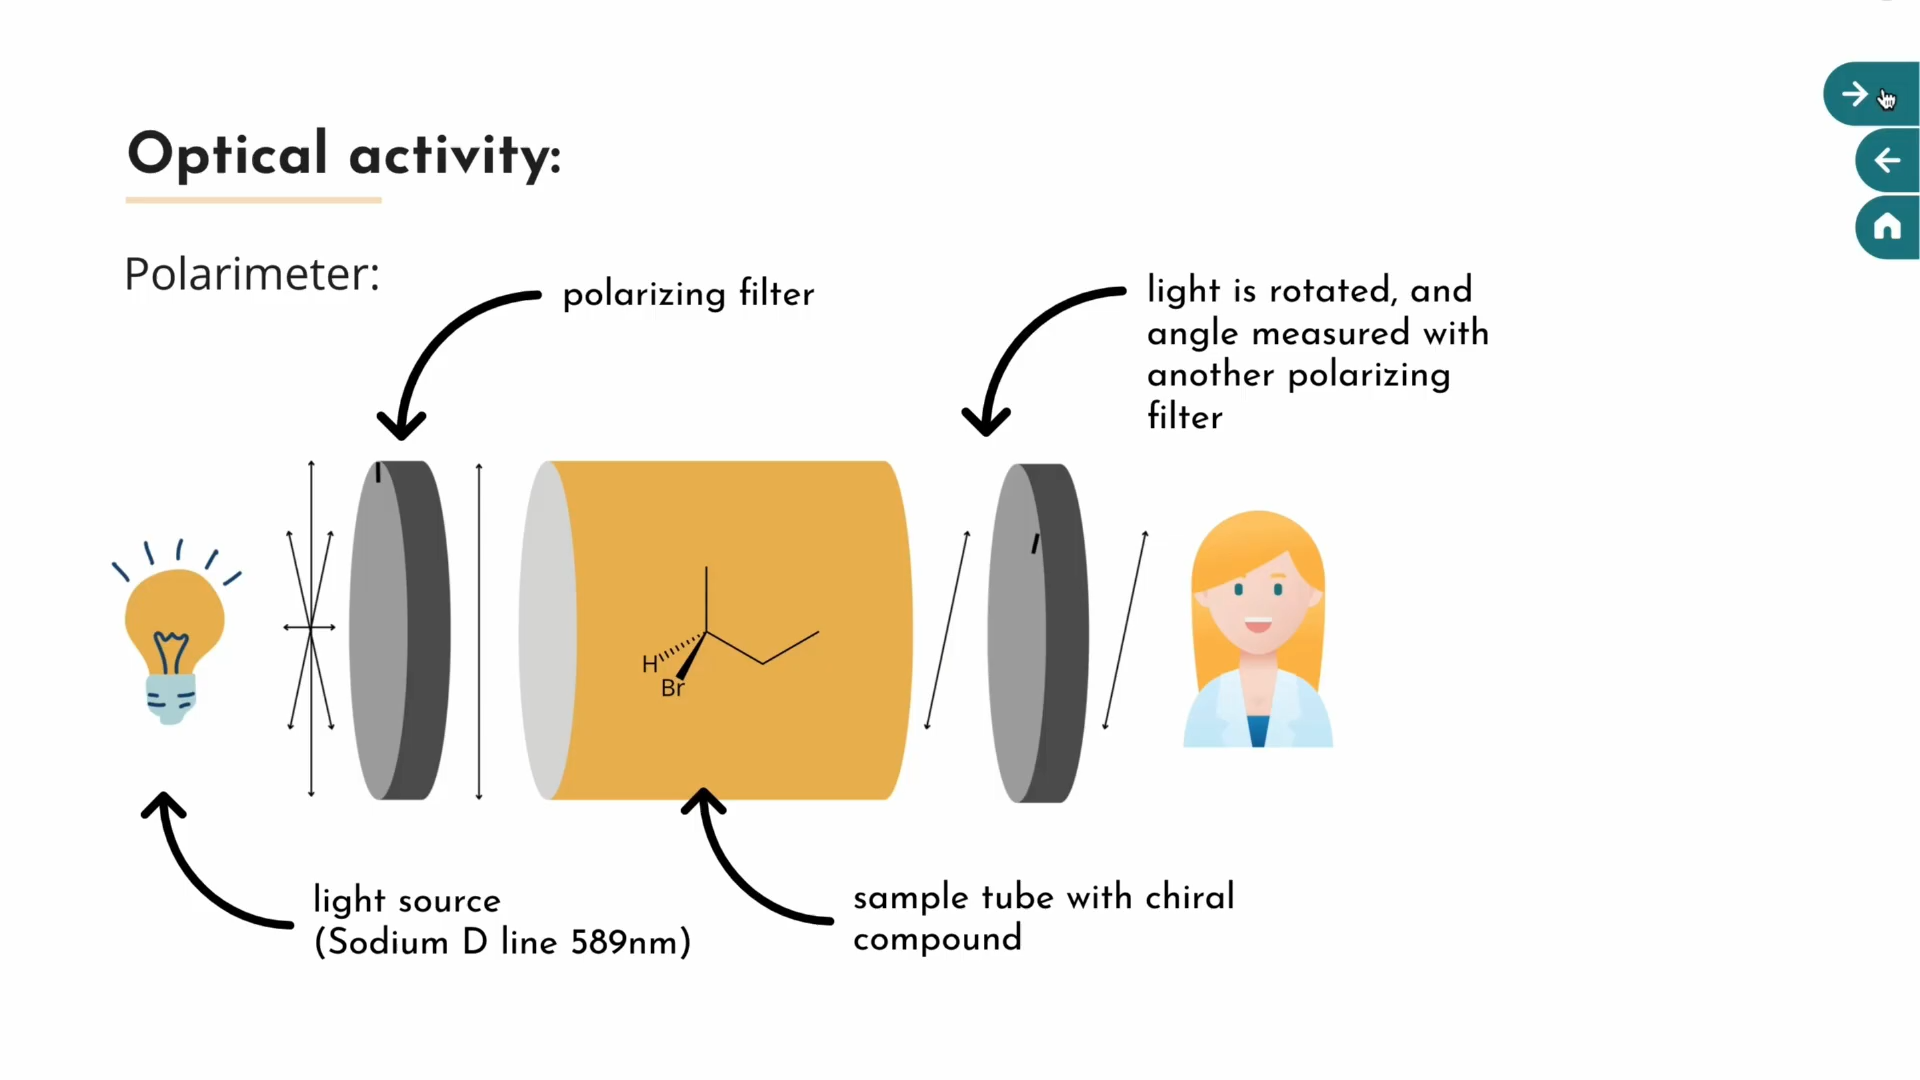 Optical activity:
Polarimeter:
polarizing filter
light is rotated, and
angle measured with
another polarizing
filter
H
Br
light source
(Sodium D line 589nm)
sample tube with chiral
compound